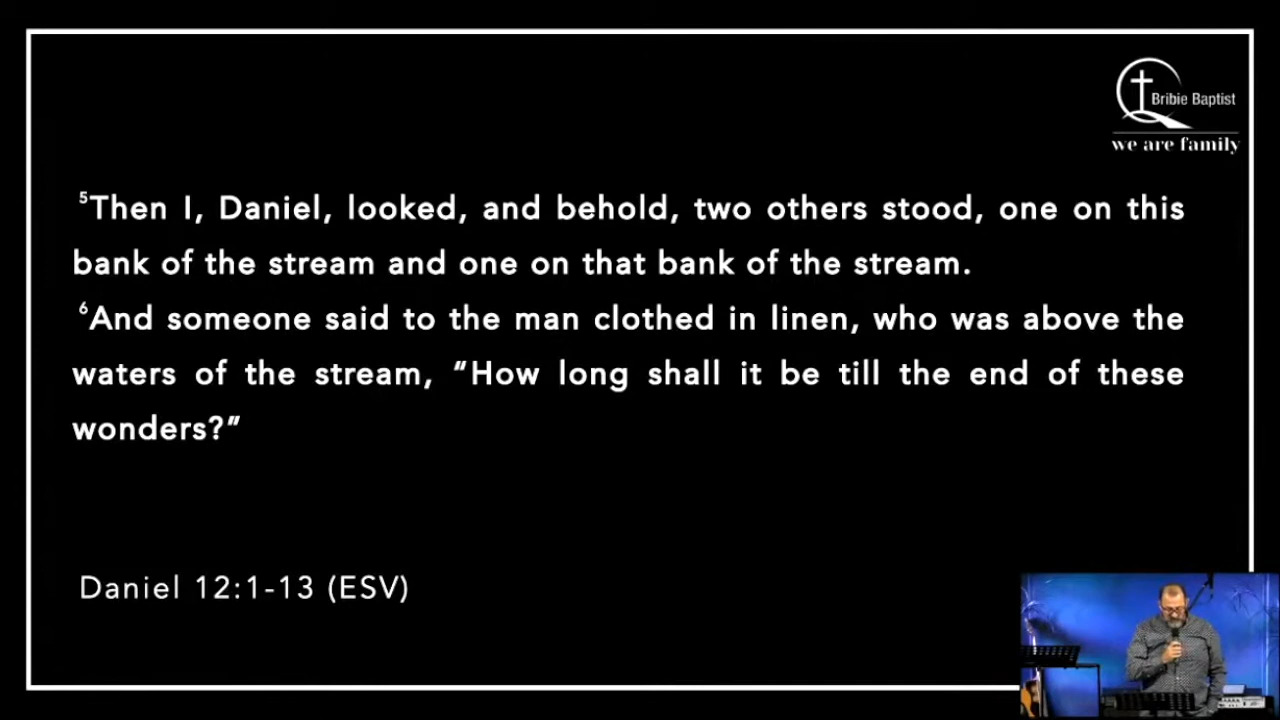 Bribie Baptist
we are family
⁵Then I, Daniel, looked, and behold, two others stood, one on this
bank of the stream and one on that bank of the stream.
⁶And someone said to the man clothed in linen, who was above the
waters of the stream, ”How long shall it be till the end of these
wonders?”
Daniel 12:1-13 (ESV)